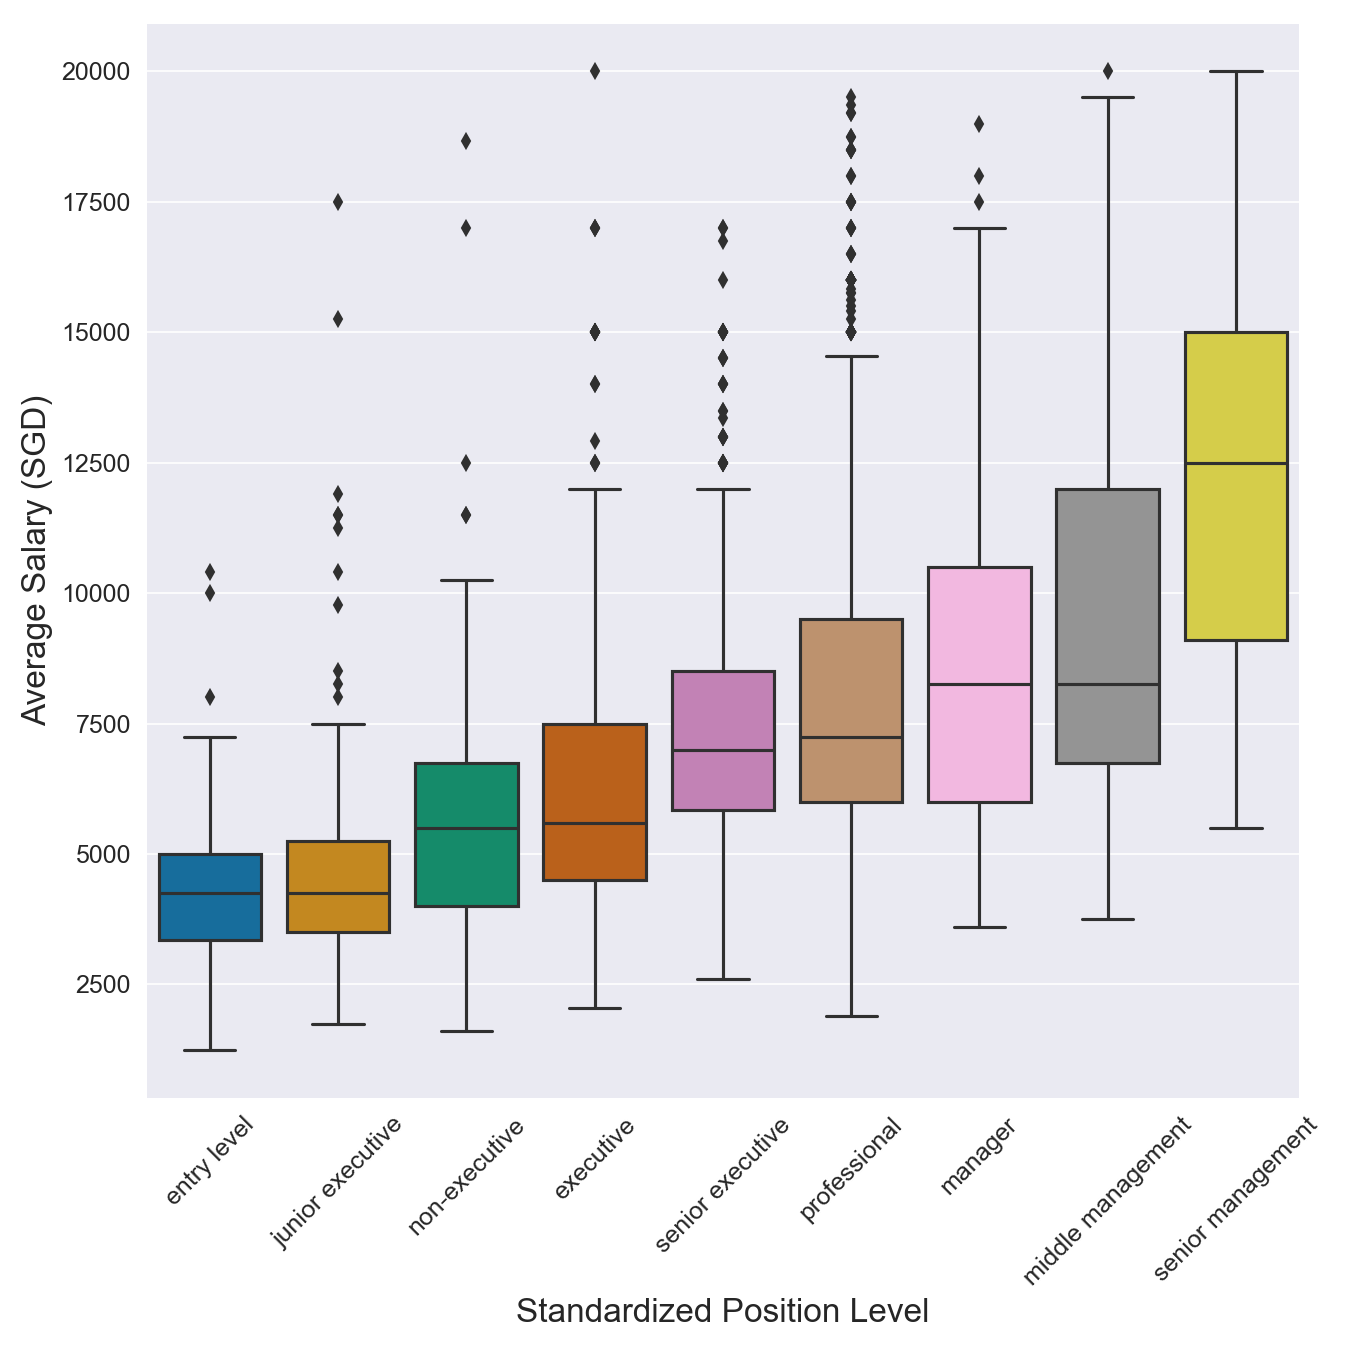 20000
17500
15000
12500
10000
7500
5000
2500
Average Salary (SGD)
entry level
junior executive
non-executive
executive
senior executive
professional
manager
middle management
senior management
Standardized Position Level